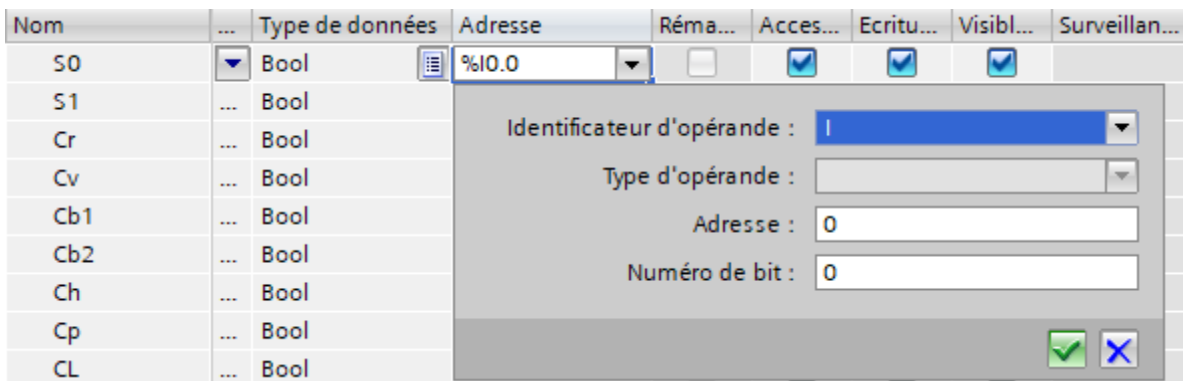 Nom ... Type de données Adresse Réma... Acces... Ecritu... Visibl... Surveillan...
S0 Bool %I0.0
S1 ... Bool
Identificateur d'opérande : I
Cr ... Bool
Cv ... Bool
Type d'opérande :
Cb1 ... Bool
Adresse : 0
Cb2 ... Bool
Numéro de bit : 0
Ch ... Bool
Cp ... Bool
CL ... Bool